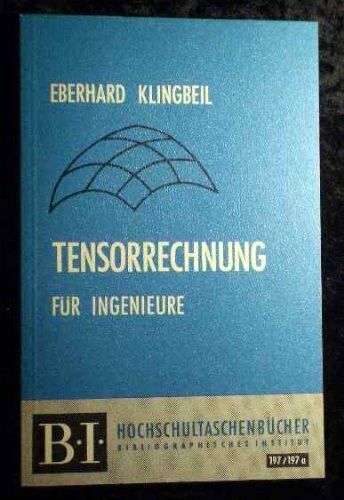 EBERHARD KLINGBEIL
TENSORRECHNUNG
FÜR INGENIEURE
B·I·
HOCHSCHULTASCHENBÜCHER
BIBLIOGRAPHISCHES INSTITUT
197/197a